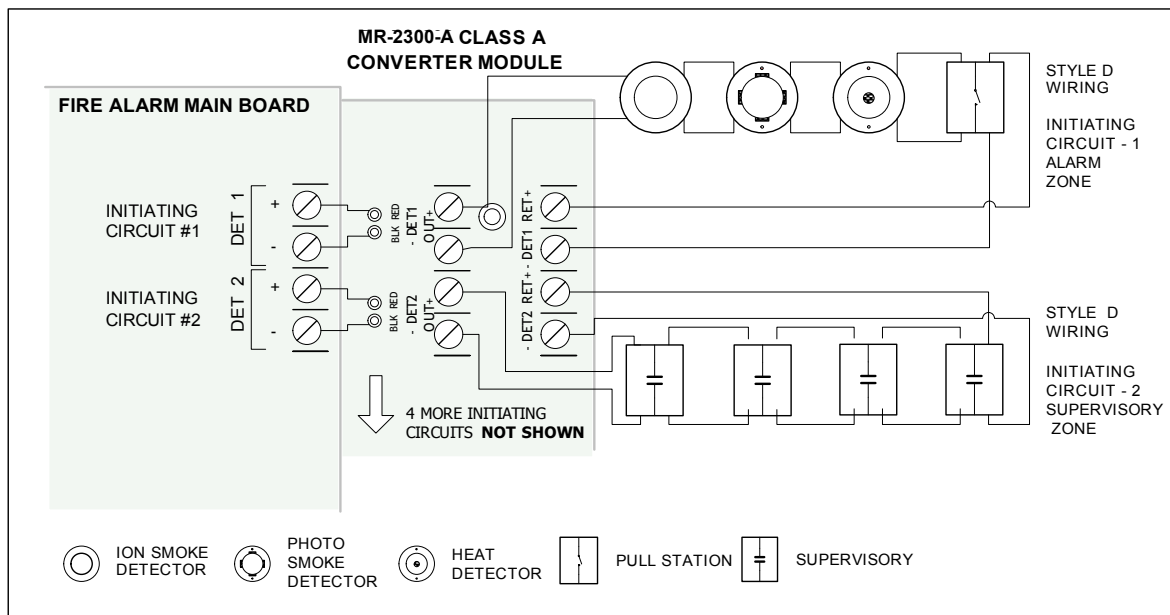 MR-2300-A CLASS A
CONVERTER MODULE
FIRE ALARM MAIN BOARD
INITIATING
CIRCUIT #1
DET 1
+
-
INITIATING
CIRCUIT #2
DET 2
+
-
BLK RED
- DET1
OUT+
- DET1 RET+
BLK RED
- DET2
OUT+
- DET2 RET+
4 MORE INITIATING
CIRCUITS NOT SHOWN
STYLE D
WIRING
INITIATING
CIRCUIT - 1
ALARM
ZONE
STYLE D
WIRING
INITIATING
CIRCUIT - 2
SUPERVISORY
ZONE
ION SMOKE
DETECTOR
PHOTO
SMOKE
DETECTOR
HEAT
DETECTOR
PULL STATION
SUPERVISORY